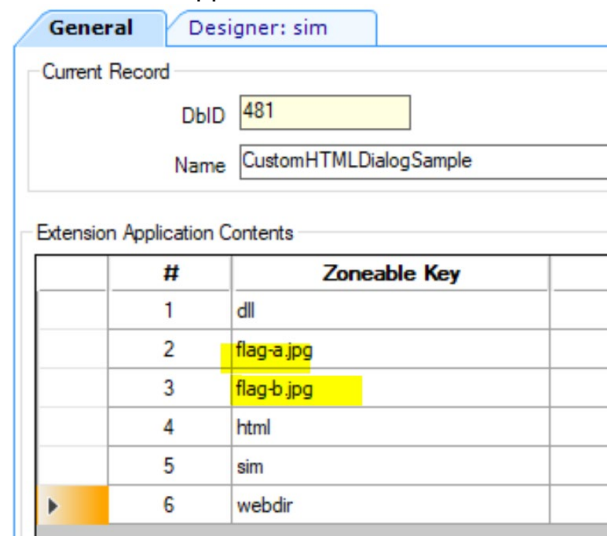 General Designer: sim
Current Record
DbID 481
Name CustomHTMLDialogSample
Extension Application Contents
# Zoneable Key
1 dll
2 flag-a.jpg
3 flag-b.jpg
4 html
5 sim
6 webdir